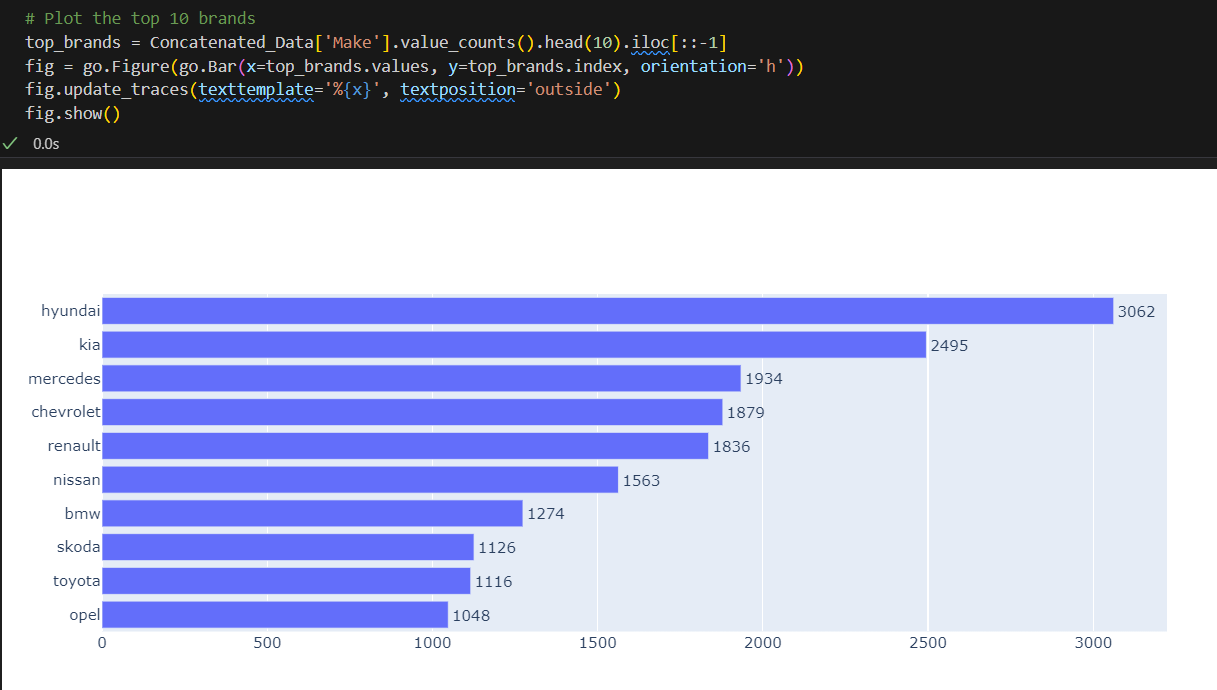 # Plot the top 10 brands
top_brands = Concatenated_Data['Make'].value_counts().head(10).iloc[::-1]
fig = go.Figure(go.Bar(x=top_brands.values, y=top_brands.index, orientation='h'))
fig.update_traces(texttemplate='%{x}', textposition='outside')
fig.show()
0.0s
hyundai 3062
kia 2495
mercedes 1934
chevrolet 1879
renault 1836
nissan 1563
bmw 1274
skoda 1126
toyota 1116
opel 1048
0 500 1000 1500 2000 2500 3000